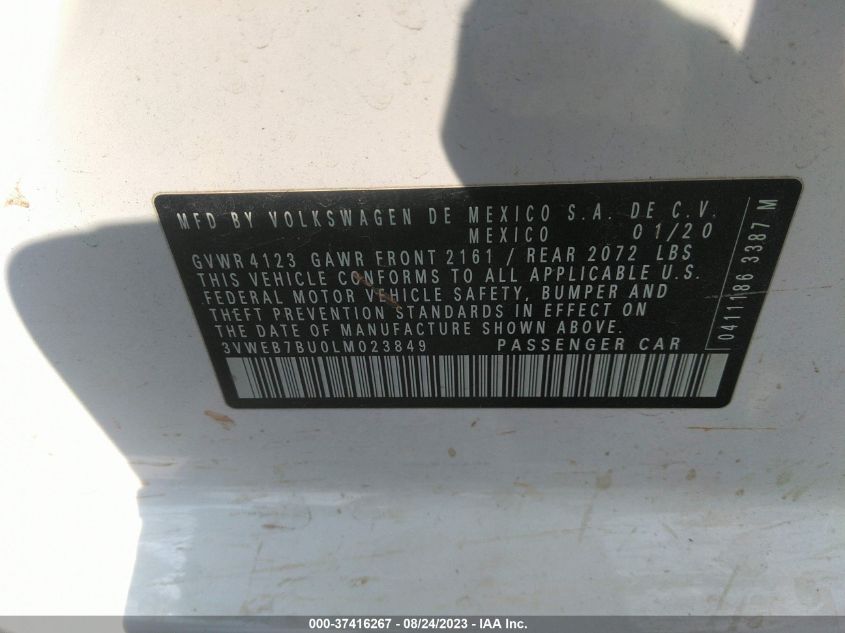 MFD BY VOLKSWAGEN DE MEXICO S.A. DE C.V.
MEXICO 01/20
GVWR 4123 GAWR FRONT 2161 / REAR 2072 LBS
THIS VEHICLE CONFORMS TO ALL APPLICABLE U.S.
FEDERAL MOTOR VEHICLE SAFETY, BUMPER AND
THEFT PREVENTION STANDARDS IN EFFECT ON
THE DATE OF MANUFACTURE SHOWN ABOVE.
3VWEB7BU0LM023849 PASSENGER CAR
0411186 3387 M
000-37416267 - 08/24/2023 - IAA Inc.